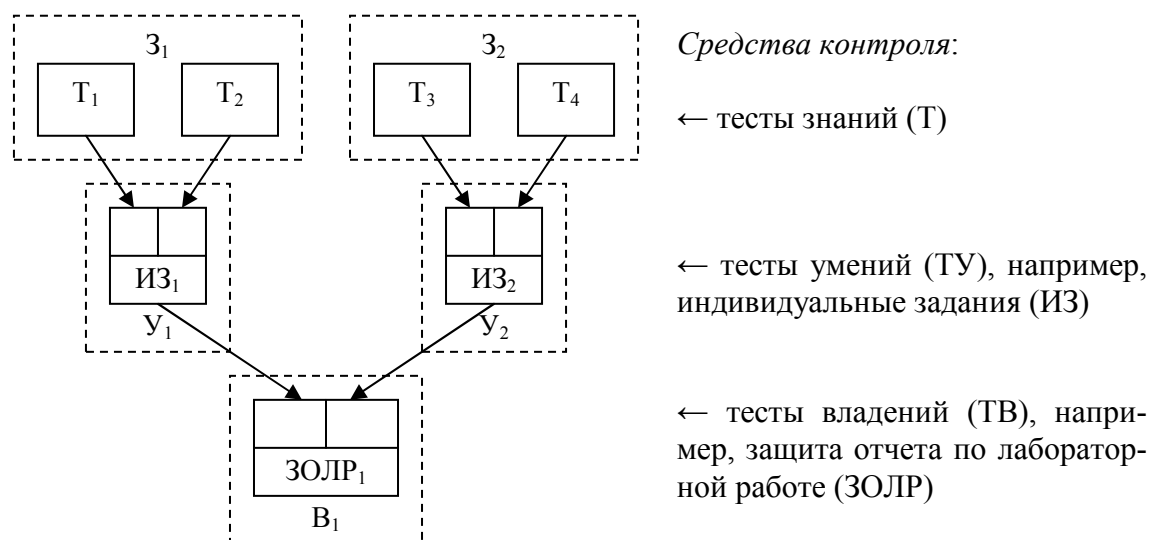 З₁
З₂
Средства контроля:
Т₁
Т₂
Т₃
Т₄
← тесты знаний (Т)
ИЗ₁
ИЗ₂
← тесты умений (ТУ), например,
индивидуальные задания (ИЗ)
У₁
У₂
← тесты владений (ТВ), напри-
мер, защита отчета по лаборатор-
ной работе (ЗОЛР)
ЗОЛР₁
В₁